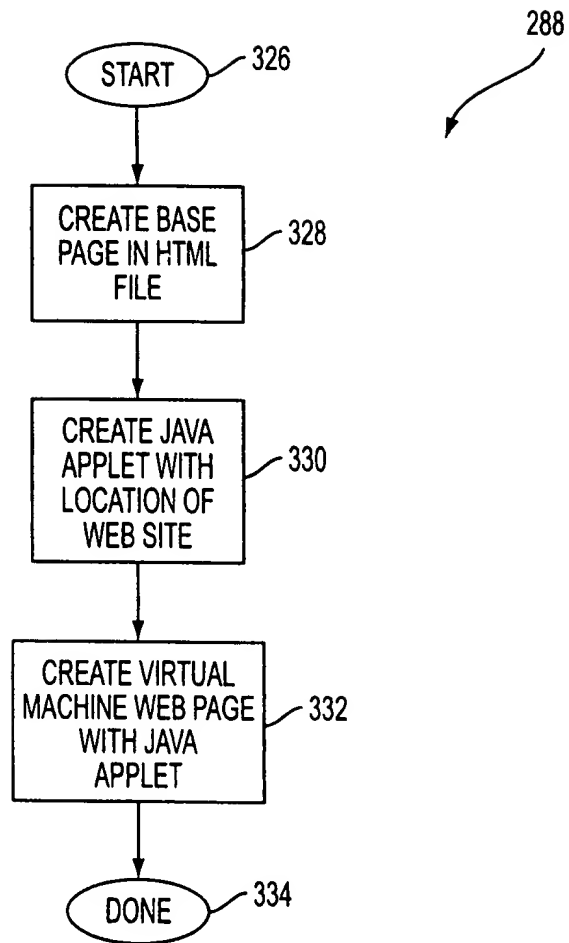 288
START
326
CREATE BASE
PAGE IN HTML
FILE
328
CREATE JAVA
APPLET WITH
LOCATION OF
WEB SITE
330
CREATE VIRTUAL
MACHINE WEB PAGE
WITH JAVA
APPLET
332
DONE
334